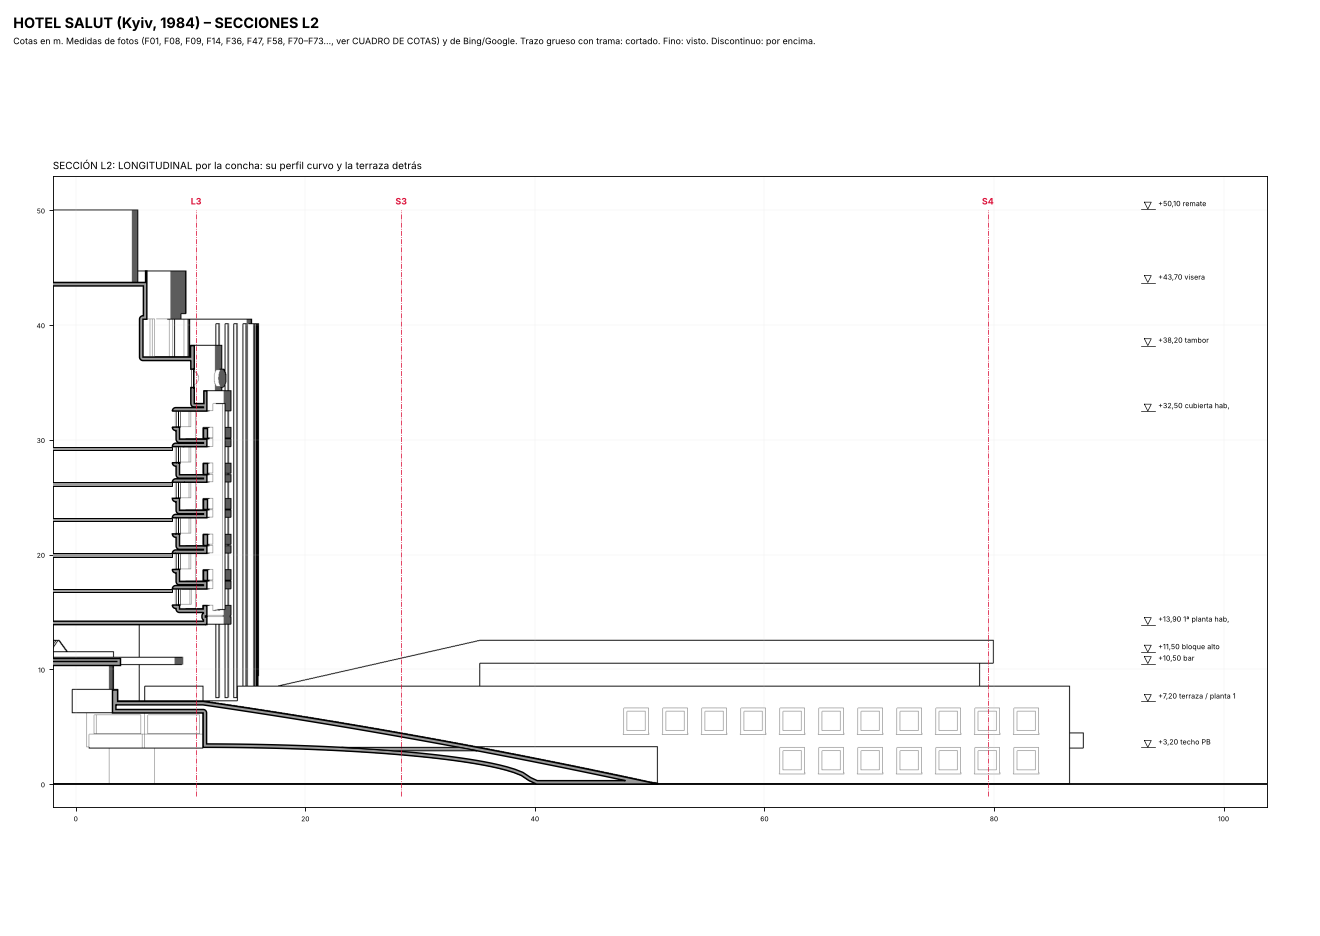 HOTEL SALUT (Kyiv, 1984) – SECCIONES L2
Cotas en m. Medidas de fotos (F01, F08, F09, F14, F36, F47, F58, F70–F73..., ver CUADRO DE COTAS) y de Bing/Google. Trazo grueso con trama: cortado. Fino: visto. Discontinuo: por encima.
SECCIÓN L2: LONGITUDINAL por la concha: su perfil curvo y la terraza detrás
L3
S3
S4
50
40
30
20
10
0
+50,10 remate
+43,70 visera
+38,20 tambor
+32,50 cubierta hab,
+13,90 1ª planta hab,
+11,50 bloque alto
+10,50 bar
+7,20 terraza / planta 1
+3,20 techo PB
0
20
40
60
80
100